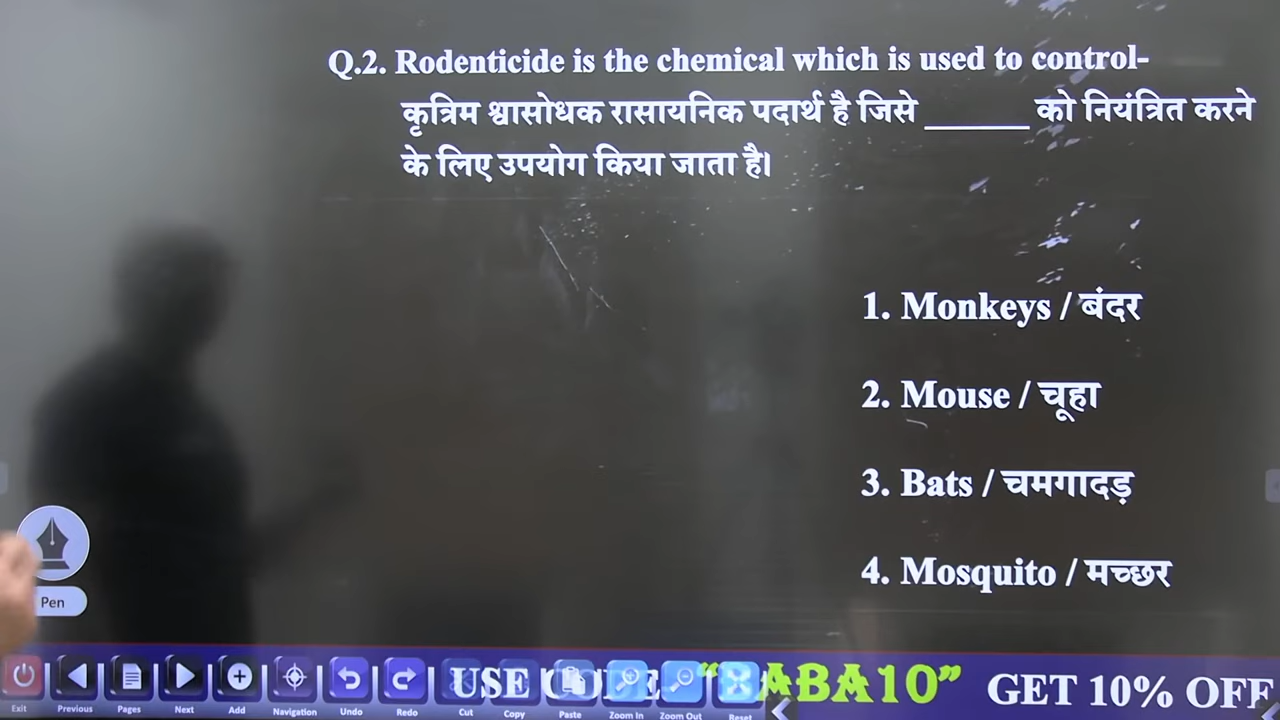 Q.2. Rodenticide is the chemical which is used to control-
कृत्रिम श्वासोधक रासायनिक पदार्थ है जिसे ______ को नियंत्रित करने
के लिए उपयोग किया जाता है।
1. Monkeys / बंदर
2. Mouse / चूहा
3. Bats / चमगादड़
4. Mosquito / मच्छर
Pen
USE CODE "BABA10" GET 10% OFF
Exit Previous Pages Next Add Navigation Undo Redo Cut Copy Paste Zoom In Zoom Out Reset